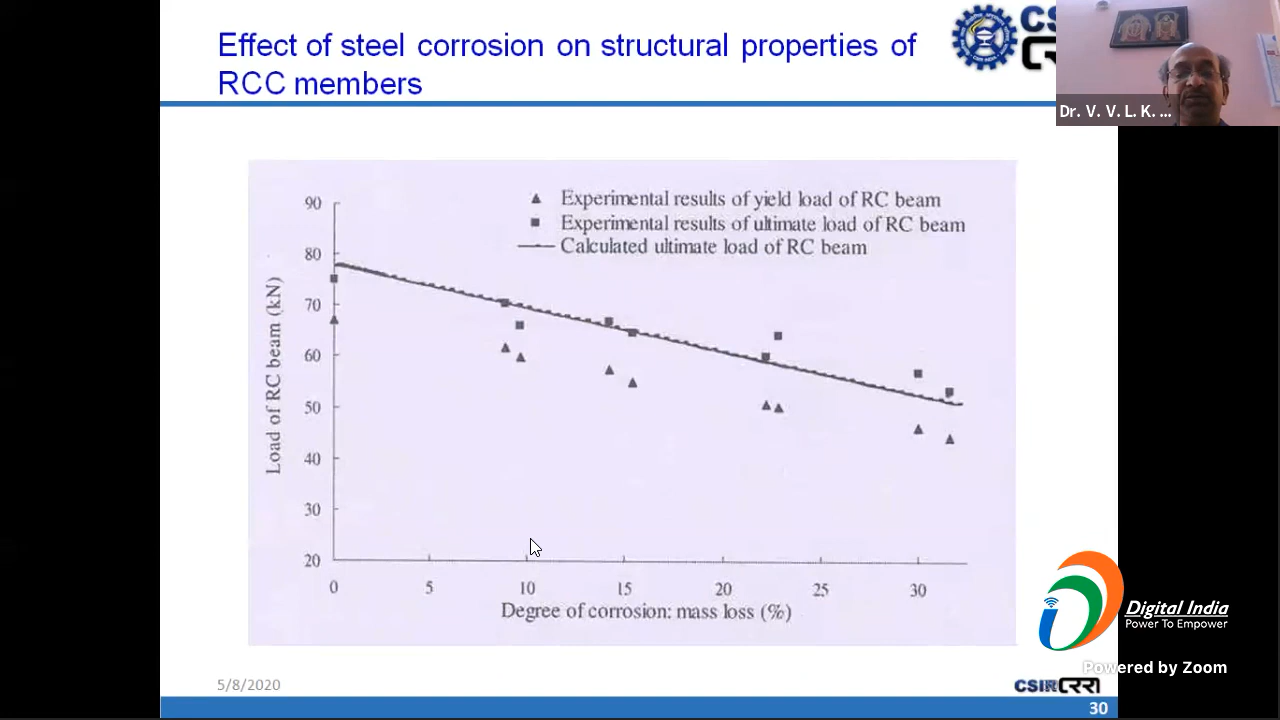 Effect of steel corrosion on structural properties of
RCC members
CS
Dr. V. V. L. K. ...
Experimental results of yield load of RC beam
Experimental results of ultimate load of RC beam
Calculated ultimate load of RC beam
Load of RC beam (kN)
90
80
70
60
50
40
30
20
0 5 10 15 20 25 30
Degree of corrosion: mass loss (%)
Digital India
Power To Empower
Powered by Zoom
5/8/2020
CSIR CRRI
30